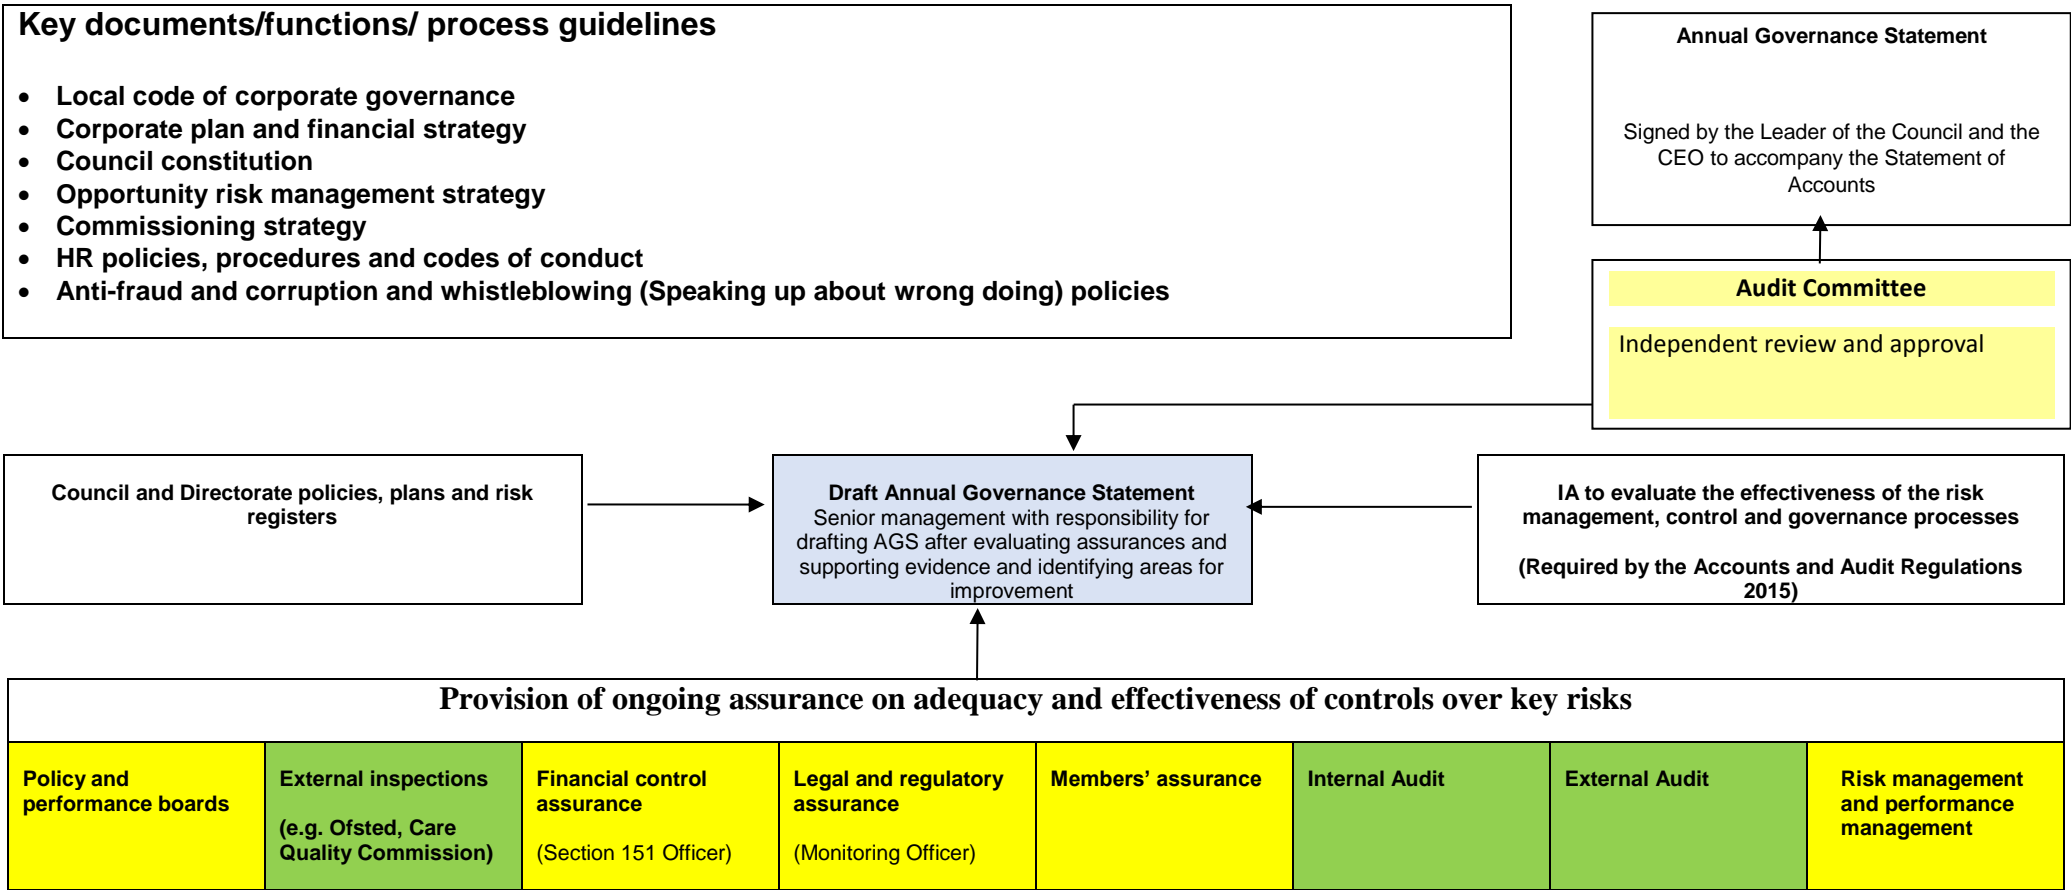 Key documents/functions/ process guidelines
• Local code of corporate governance
• Corporate plan and financial strategy
• Council constitution
• Opportunity risk management strategy
• Commissioning strategy
• HR policies, procedures and codes of conduct
• Anti-fraud and corruption and whistleblowing (Speaking up about wrong doing) policies
Annual Governance Statement
Signed by the Leader of the Council and the
CEO to accompany the Statement of
Accounts
Audit Committee
Independent review and approval
Council and Directorate policies, plans and risk
registers
Draft Annual Governance Statement
Senior management with responsibility for
drafting AGS after evaluating assurances and
supporting evidence and identifying areas for
improvement
IA to evaluate the effectiveness of the risk
management, control and governance processes
(Required by the Accounts and Audit Regulations
2015)
Provision of ongoing assurance on adequacy and effectiveness of controls over key risks
Policy and
performance boards
External inspections
(e.g. Ofsted, Care
Quality Commission)
Financial control
assurance
(Section 151 Officer)
Legal and regulatory
assurance
(Monitoring Officer)
Members’ assurance
Internal Audit
External Audit
Risk management
and performance
management